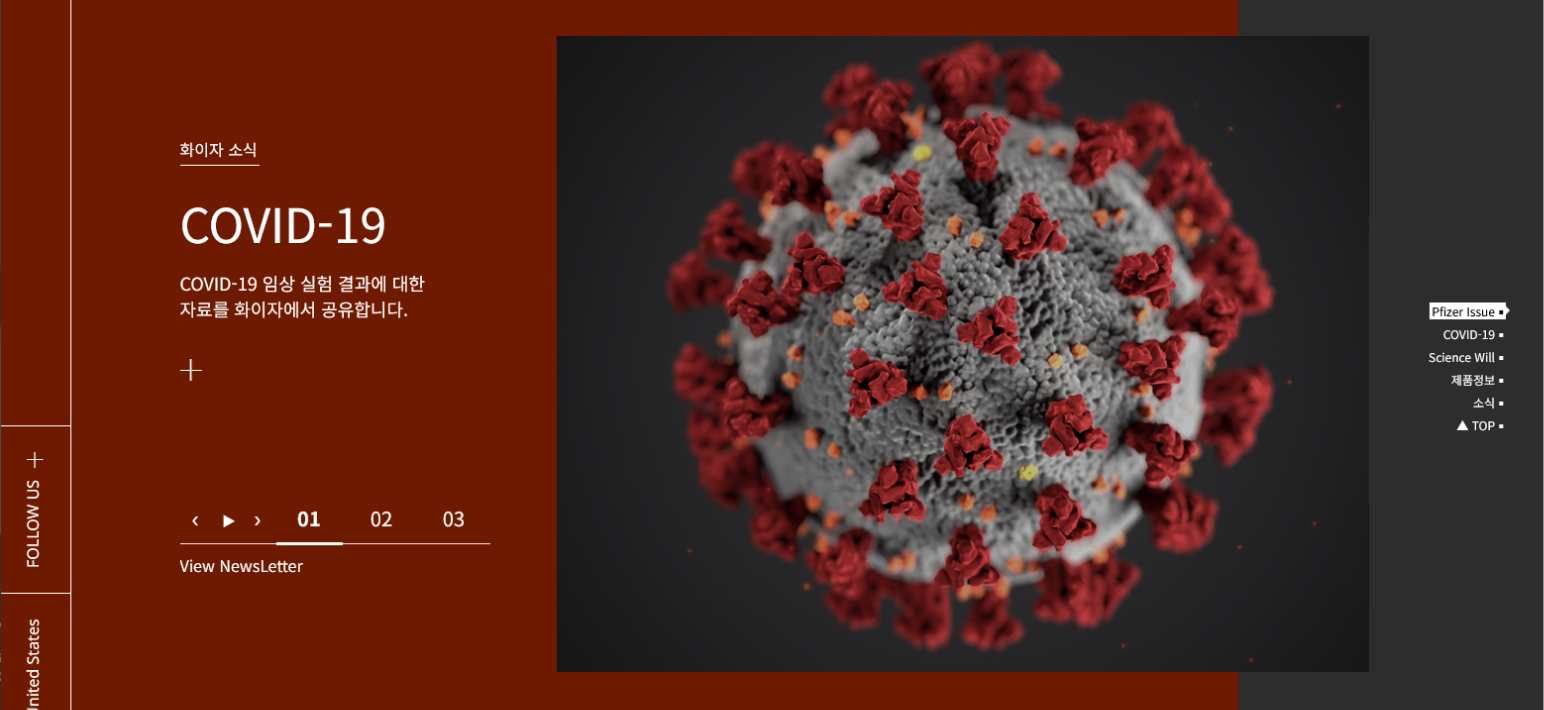 화이자 소식
COVID-19
COVID-19 임상 실험 결과에 대한
자료를 화이자에서 공유합니다.
01 02 03
View NewsLetter
FOLLOW US
United States
Pfizer Issue
COVID-19
Science Will
제품정보
소식
▲ TOP